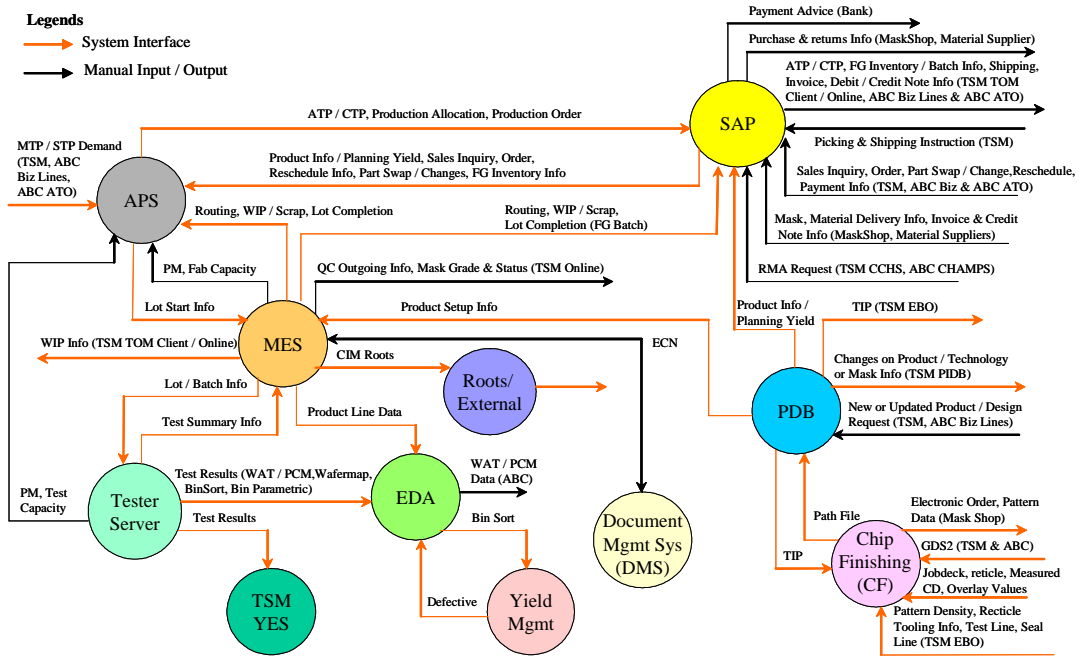 Legends
System Interface
Manual Input / Output
Payment Advice (Bank)
Purchase & returns Info (MaskShop, Material Supplier)
ATP / CTP, FG Inventory / Batch Info, Shipping,
Invoice, Debit / Credit Note Info (TSM TOM
Client / Online, ABC Biz Lines & ABC ATO)
SAP
ATP / CTP, Production Allocation, Production Order
Picking & Shipping Instruction (TSM)
MTP / STP Demand
(TSM, ABC
Biz Lines,
ABC ATO)
Product Info / Planning Yield, Sales Inquiry, Order,
Reschedule Info, Part Swap / Changes, FG Inventory Info
Sales Inquiry, Order, Part Swap / Change,Reschedule,
Payment Info (TSM, ABC Biz & ABC ATO)
APS
Routing, WIP / Scrap, Lot Completion
Routing, WIP / Scrap,
Lot Completion (FG Batch)
Mask, Material Delivery Info, Invoice & Credit
Note Info (MaskShop, Material Suppliers)
PM, Fab Capacity
QC Outgoing Info, Mask Grade & Status (TSM Online)
RMA Request (TSM CCHS, ABC CHAMPS)
Lot Start Info
Product Setup Info
Product Info /
Planning Yield
TIP (TSM EBO)
WIP Info (TSM TOM Client / Online)
MES
ECN
CIM Roots
Changes on Product / Technology
or Mask Info (TSM PIDB)
Roots/
External
Lot / Batch Info
Product Line Data
PDB
New or Updated Product / Design
Request (TSM, ABC Biz Lines)
Test Summary Info
Test Results (WAT / PCM,Wafermap,
BinSort, Bin Parametric)
WAT / PCM
Data (ABC)
PM, Test
Capacity
Tester
Server
EDA
Test Results
Bin Sort
Document
Mgmt Sys
(DMS)
Path File
Electronic Order, Pattern
Data (Mask Shop)
Chip
Finishing
(CF)
GDS2 (TSM & ABC)
TIP
Jobdeck, reticle, Measured
CD, Overlay Values
TSM
YES
Defective
Yield
Mgmt
Pattern Density, Recticle
Tooling Info, Test Line, Seal
Line (TSM EBO)